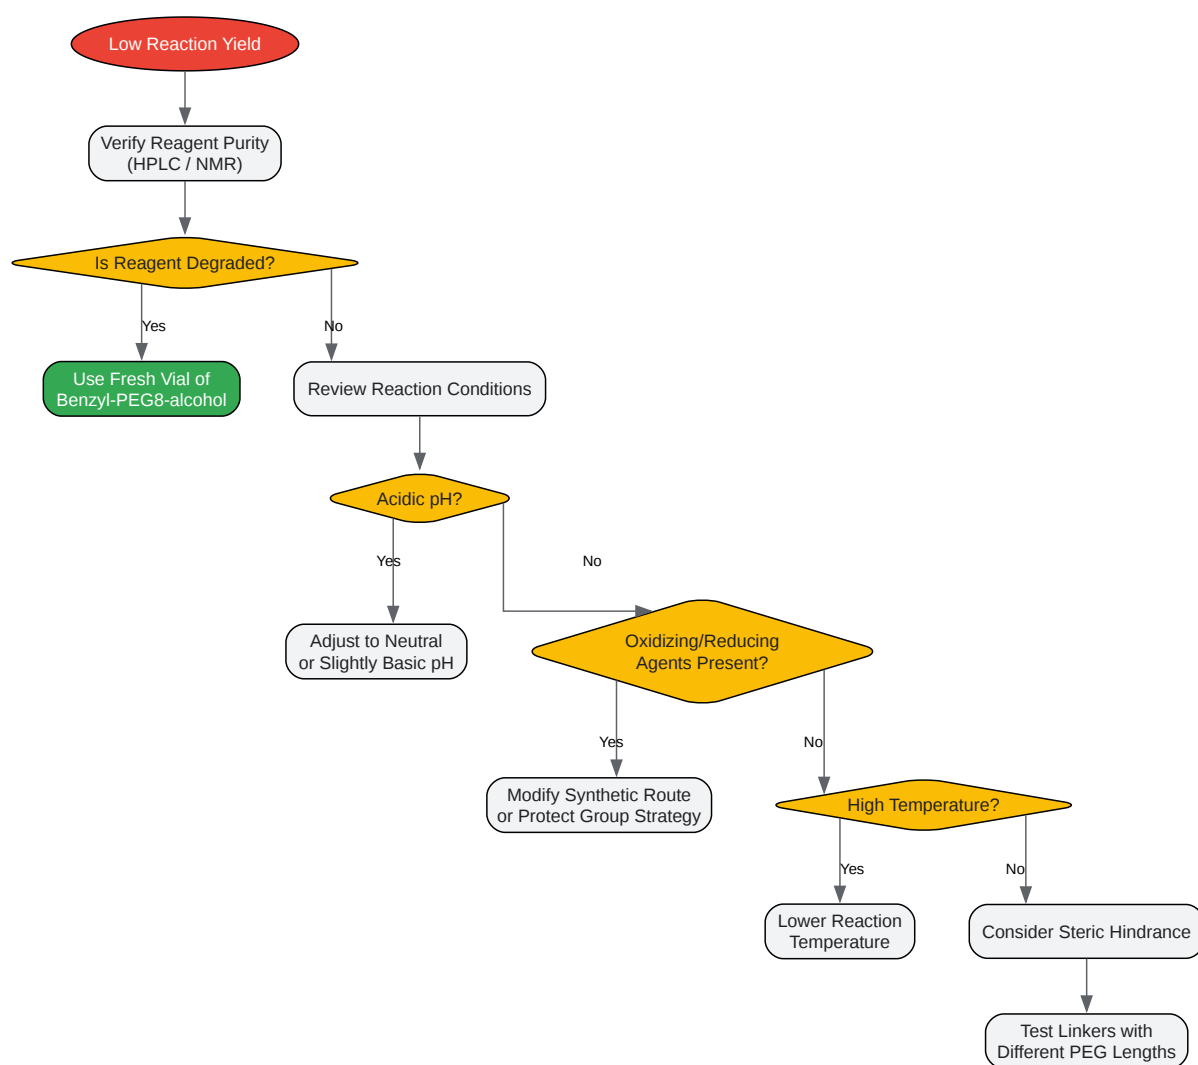 Low Reaction Yield
Verify Reagent Purity
(HPLC / NMR)
Is Reagent Degraded?
Yes
No
Use Fresh Vial of
Benzyl-PEG8-alcohol
Review Reaction Conditions
Acidic pH?
Yes
No
Adjust to Neutral
or Slightly Basic pH
Oxidizing/Reducing
Agents Present?
Yes
No
Modify Synthetic Route
or Protect Group Strategy
High Temperature?
Yes
No
Lower Reaction
Temperature
Consider Steric Hindrance
Test Linkers with
Different PEG Lengths